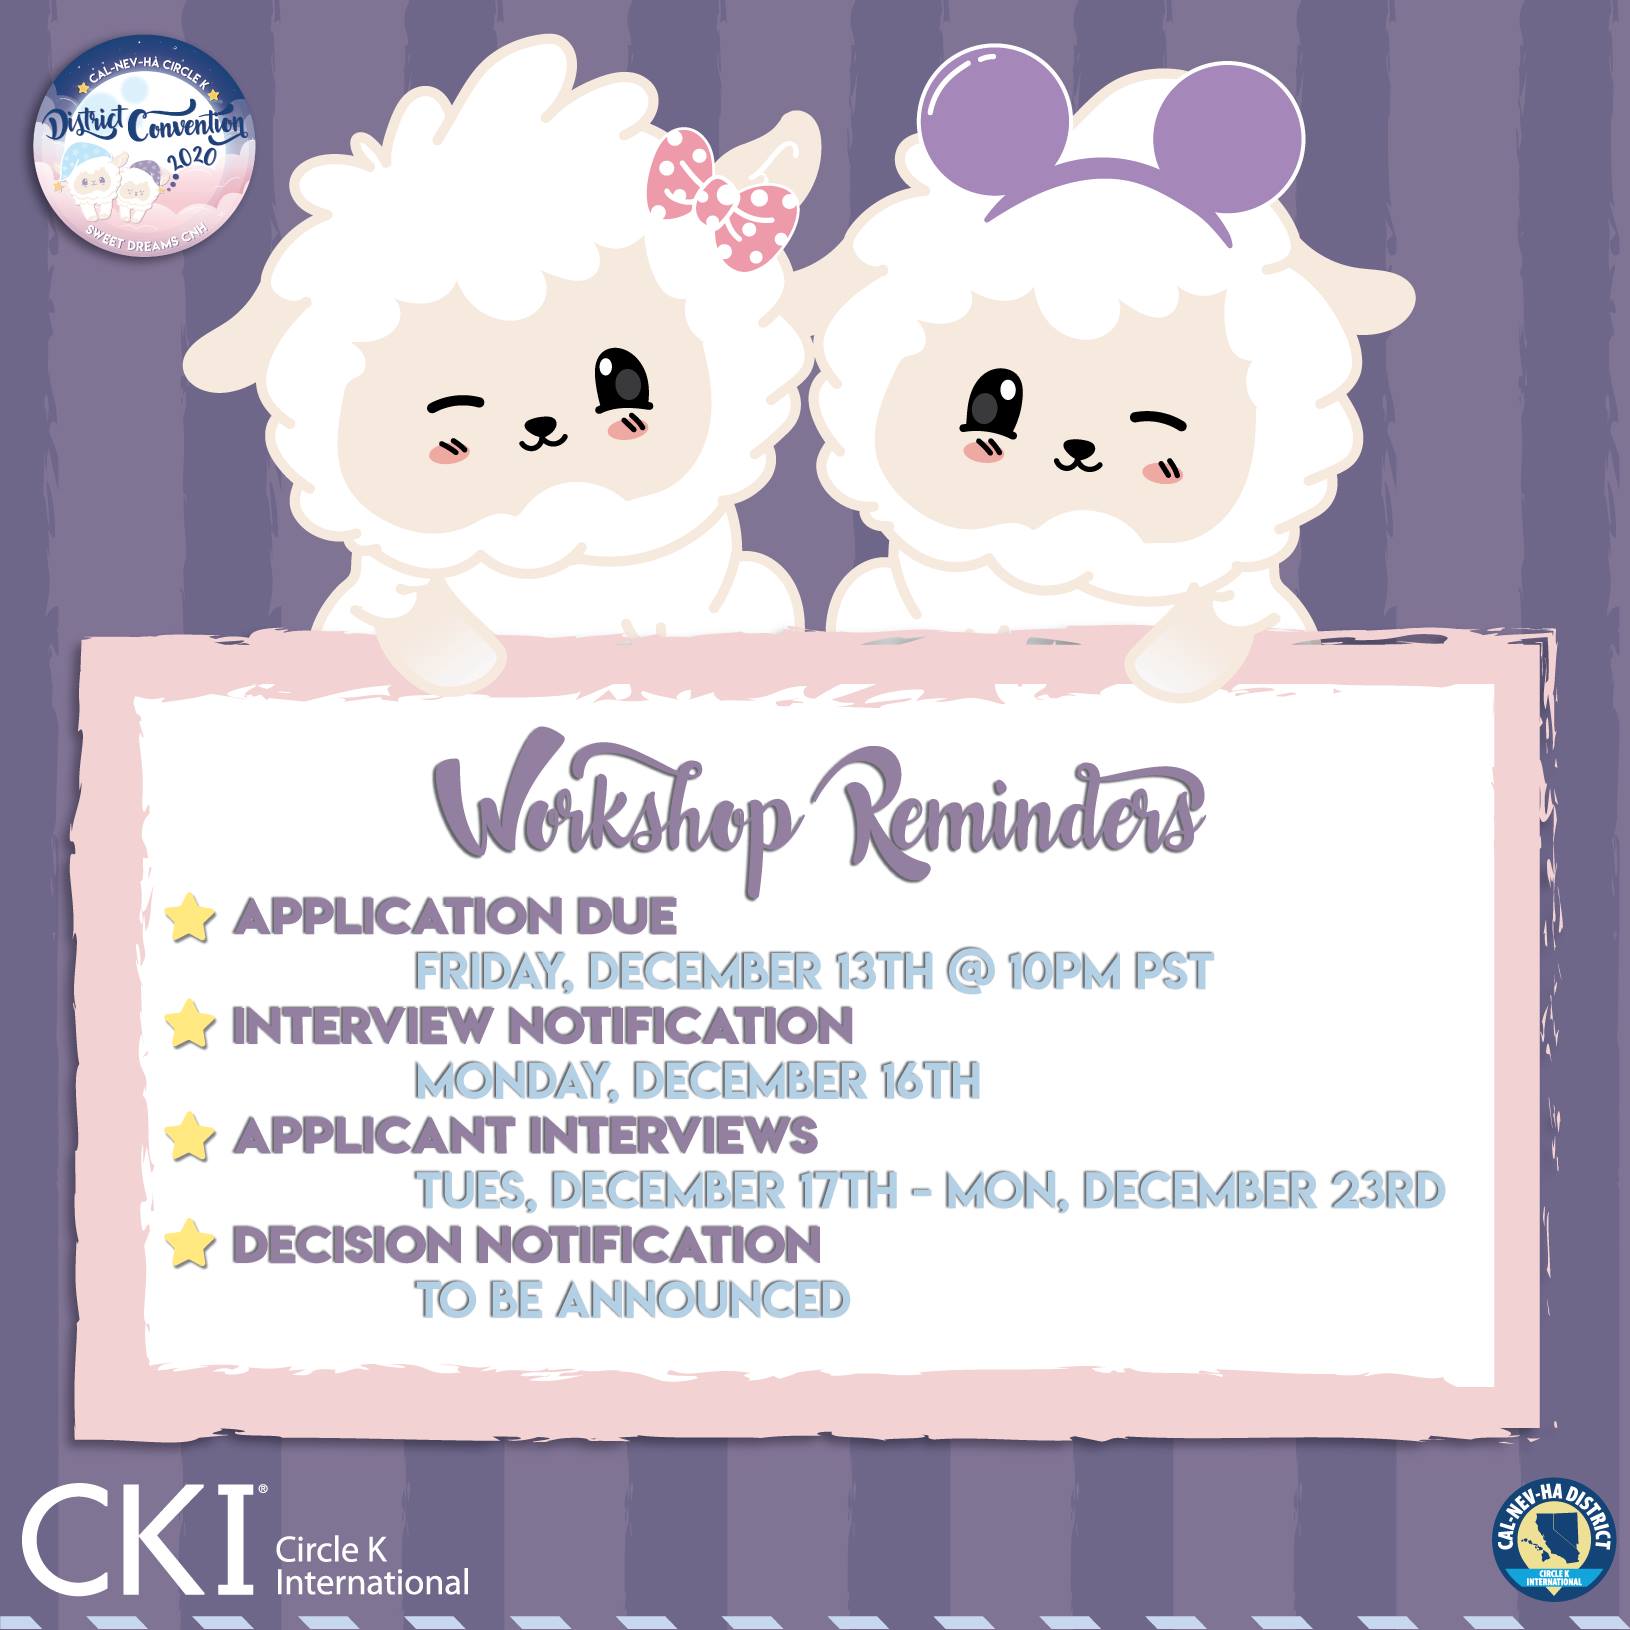 CAL-NEV-HA CIRCLE K
District Convention
2020
SWEET DREAMS CNH
Workshop Reminders
APPLICATION DUE
FRIDAY, DECEMBER 13TH @ 10PM PST
INTERVIEW NOTIFICATION
MONDAY, DECEMBER 16TH
APPLICANT INTERVIEWS
TUES, DECEMBER 17TH - MON, DECEMBER 23RD
DECISION NOTIFICATION
TO BE ANNOUNCED
CKI®
Circle K
International
CAL-NEV-HA DISTRICT
CIRCLE K
INTERNATIONAL